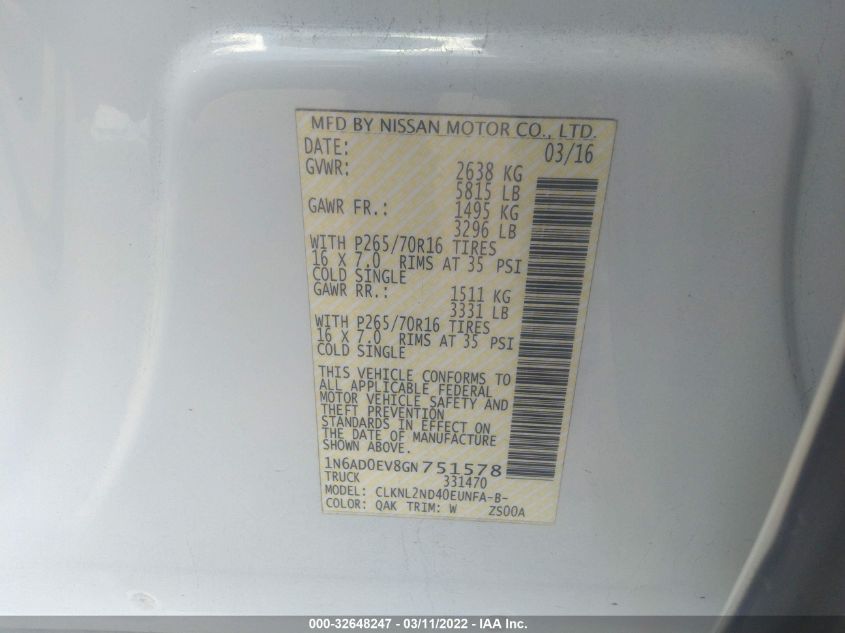 MFD BY NISSAN MOTOR CO., LTD.
DATE: 03/16
GVWR: 2638 KG
5815 LB
GAWR FR.: 1495 KG
3296 LB
WITH P265/70R16 TIRES
16 X 7.0 RIMS AT 35 PSI
COLD SINGLE
GAWR RR.: 1511 KG
3331 LB
WITH P265/70R16 TIRES
16 X 7.0 RIMS AT 35 PSI
COLD SINGLE
THIS VEHICLE CONFORMS TO
ALL APPLICABLE FEDERAL
MOTOR VEHICLE SAFETY AND
THEFT PREVENTION
STANDARDS IN EFFECT ON
THE DATE OF MANUFACTURE
SHOWN ABOVE.
1N6AD0EV8GN751578
TRUCK 331470
MODEL: CLKNL2ND40EUNFA-B-
COLOR: QAK TRIM: W ZS00A
000-32648247 - 03/11/2022 - IAA Inc.